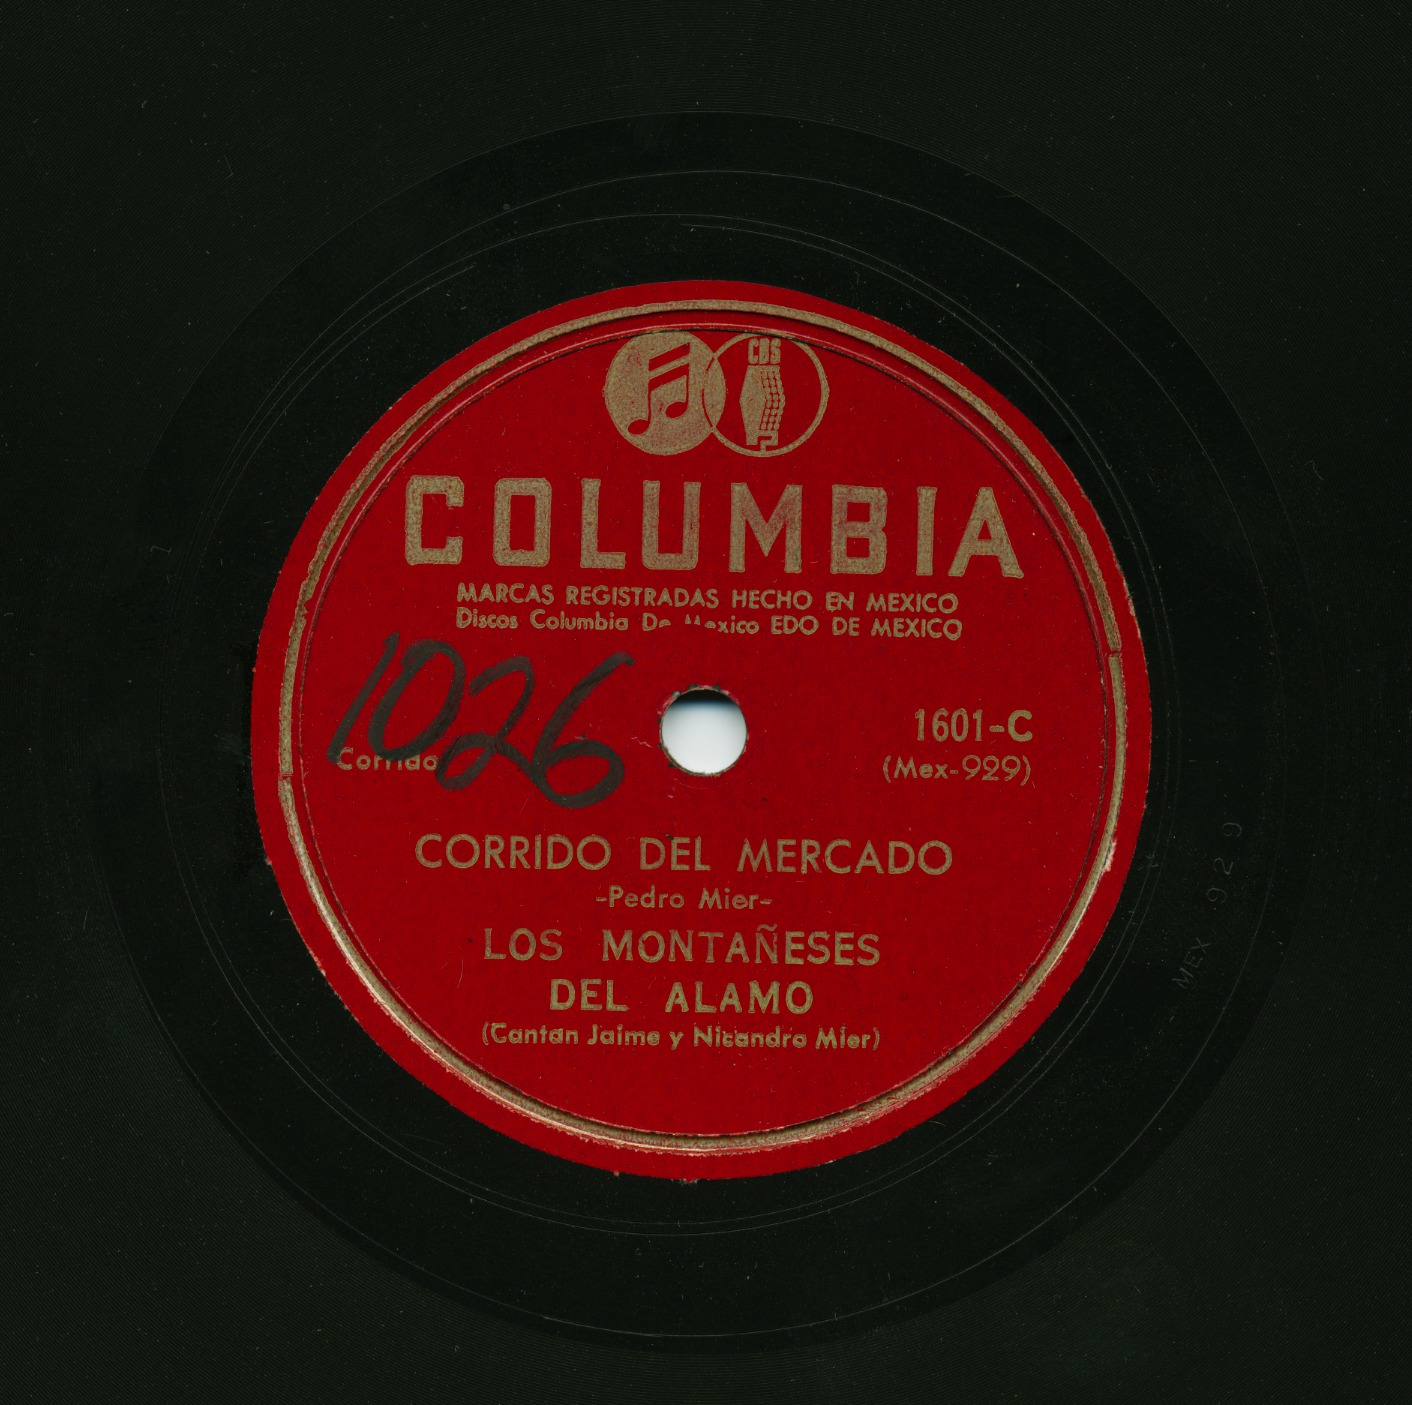 CBS
COLUMBIA
MARCAS REGISTRADAS HECHO EN MEXICO
Discos Columbia De Mexico EDO DE MEXICO
1026
1601-C
Corrido
(Mex-929)
CORRIDO DEL MERCADO
-Pedro Mier-
LOS MONTAÑESES
DEL ALAMO
(Cantan Jaime y Nicandro Mier)
MEX 929